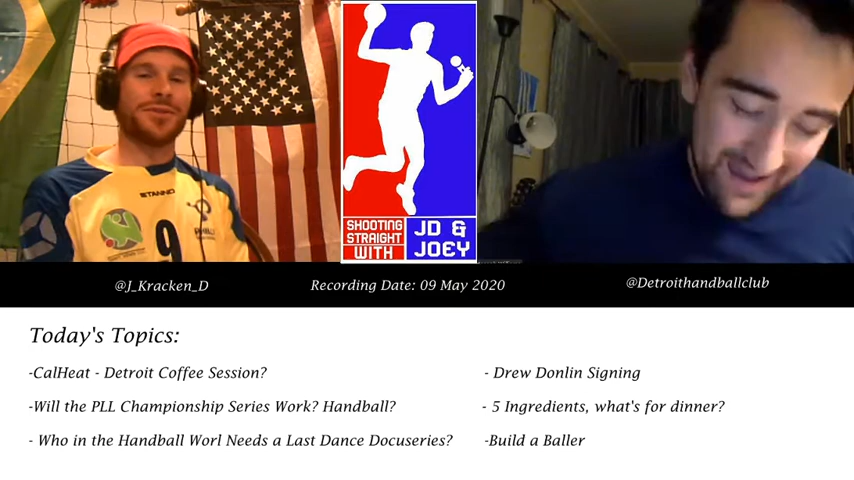 STANNO
9
SHOOTING
STRAIGHT
WITH
JD &
JOEY
@J_Kracken_D
Recording Date: 09 May 2020
@Detroithandballclub
Today's Topics:
-CalHeat - Detroit Coffee Session?
- Drew Donlin Signing
-Will the PLL Championship Series Work? Handball?
- 5 Ingredients, what's for dinner?
- Who in the Handball Worl Needs a Last Dance Docuseries?
-Build a Baller